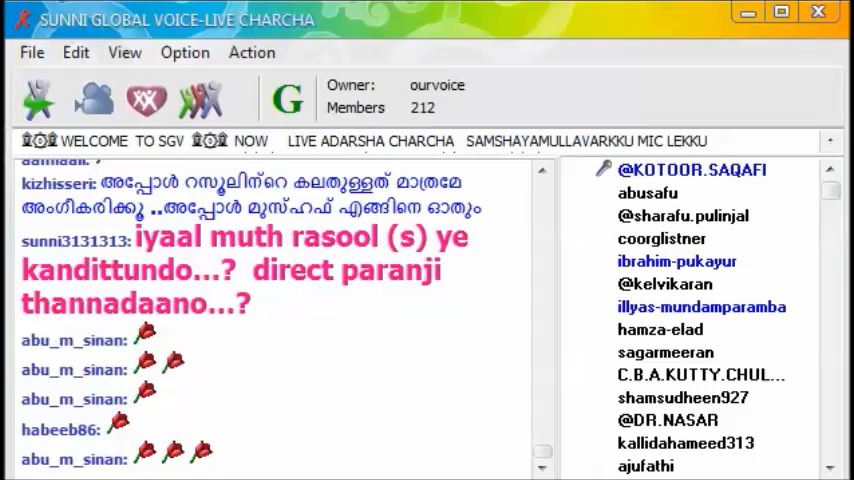 SUNNI GLOBAL VOICE-LIVE CHARCHA
File Edit View Option Action
G
Owner: ourvoice
Members 212
WELCOME TO SGV NOW LIVE ADARSHA CHARCHA SAMSHAYAMULLAVARKKU MIC LEKKU
kizhisseri: അപ്പോൾ റസൂലിന്റെ കലതുള്ളത് മാത്രമേ
അംഗീകരിക്കൂ ..അപ്പോൾ മുസ്ഹഫ് എങ്ങിനെ ഓതും
sunni3131313: iyaal muth rasool (s) ye
kandittundo...? direct paranji
thannadaano...?
abu_m_sinan:
abu_m_sinan:
abu_m_sinan:
habeeb86:
abu_m_sinan:
@KOTOOR.SAQAFI
abusafu
@sharafu.pulinjal
coorglistner
ibrahim-pukayur
@kelvikaran
illyas-mundamparamba
hamza-elad
sagarmeeran
C.B.A.KUTTY.CHUL...
shamsudheen927
@DR.NASAR
kallidahameed313
ajufathi